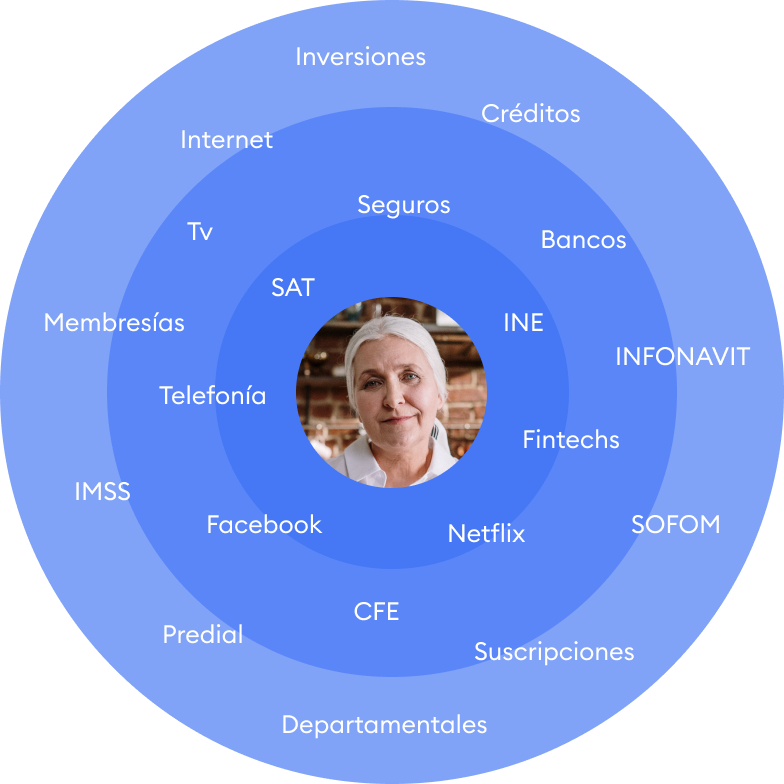 Inversiones
Créditos
Internet
Seguros
Tv
Bancos
SAT
Membresías
INE
INFONAVIT
Telefonía
Fintechs
IMSS
Facebook
SOFOM
Netflix
CFE
Predial
Suscripciones
Departamentales